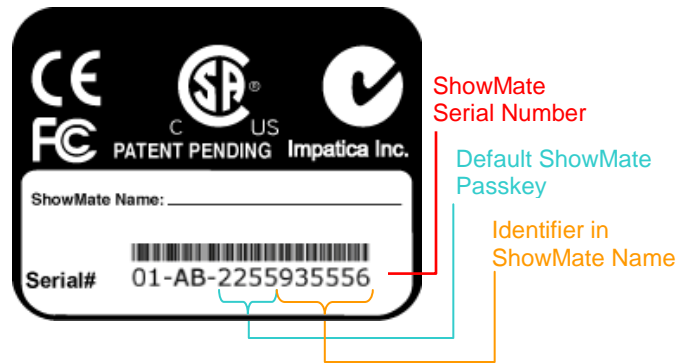 CE
FC
SA
®
C US
PATENT PENDING
Impatica Inc.
ShowMate Name:
Serial# 01-AB-2255935556
ShowMate
Serial Number
Default ShowMate
Passkey
Identifier in
ShowMate Name